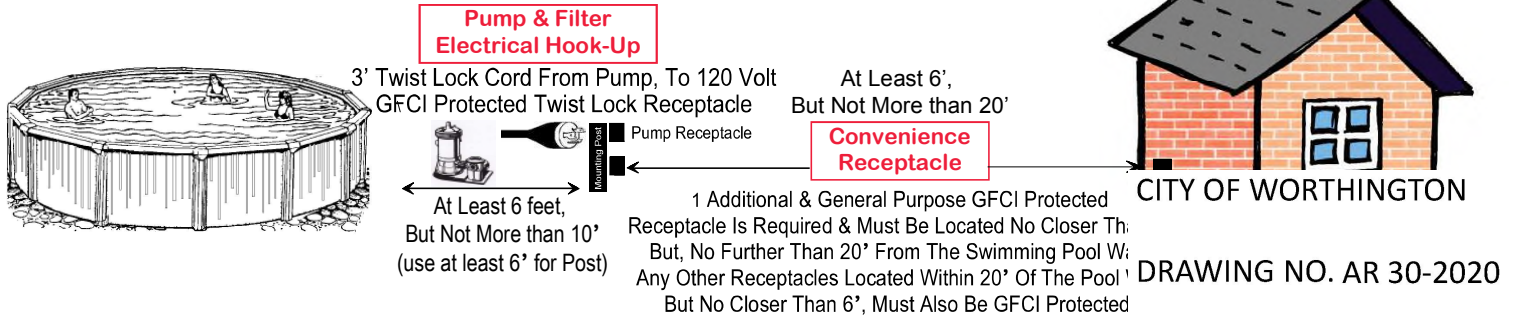 Pump & Filter
Electrical Hook-Up
3’ Twist Lock Cord From Pump, To 120 Volt
GFCI Protected Twist Lock Receptacle
Pump Receptacle
Mounting Post
At Least 6 feet,
But Not More than 10’
(use at least 6’ for Post)
At Least 6’,
But Not More than 20’
Convenience
Receptacle
1 Additional & General Purpose GFCI Protected
Receptacle Is Required & Must Be Located No Closer
But, No Further Than 20’ From The Swimming Pool
Any Other Receptacles Located Within 20’ Of The Pool
But No Closer Than 6’, Must Also Be GFCI Protected
CITY OF WORTHINGTON
DRAWING NO. AR 30-2020